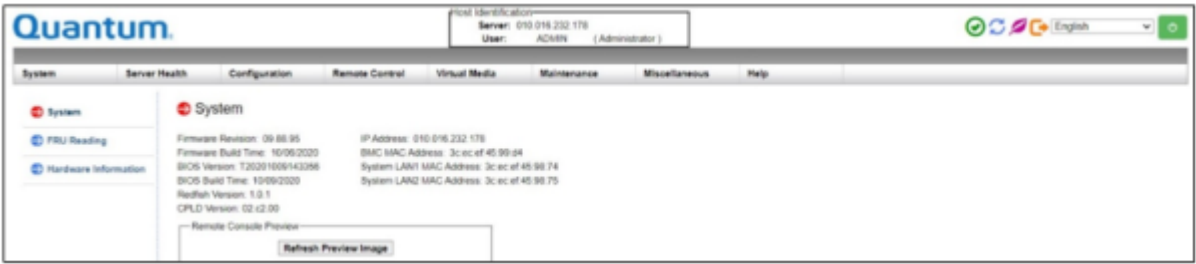 Quantum.
Host Identification
Server: 010.016.232.178
User: ADMIN (Administrator)
English
System Server Health Configuration Remote Control Virtual Media Maintenance Miscellaneous Help
System
FRU Reading
Hardware Information
System
Firmware Revision: 09.88.95
Firmware Build Time: 10/06/2020
BIOS Version: T20201009143356
BIOS Build Time: 10/09/2020
Redfish Version: 1.0.1
CPLD Version: 02.c2.00
IP Address: 010.016.232.178
BMC MAC Address: 3c:ec:ef:45:99:d4
System LAN1 MAC Address: 3c:ec:ef:45:98:74
System LAN2 MAC Address: 3c:ec:ef:45:98:75
Remote Console Preview
Refresh Preview Image